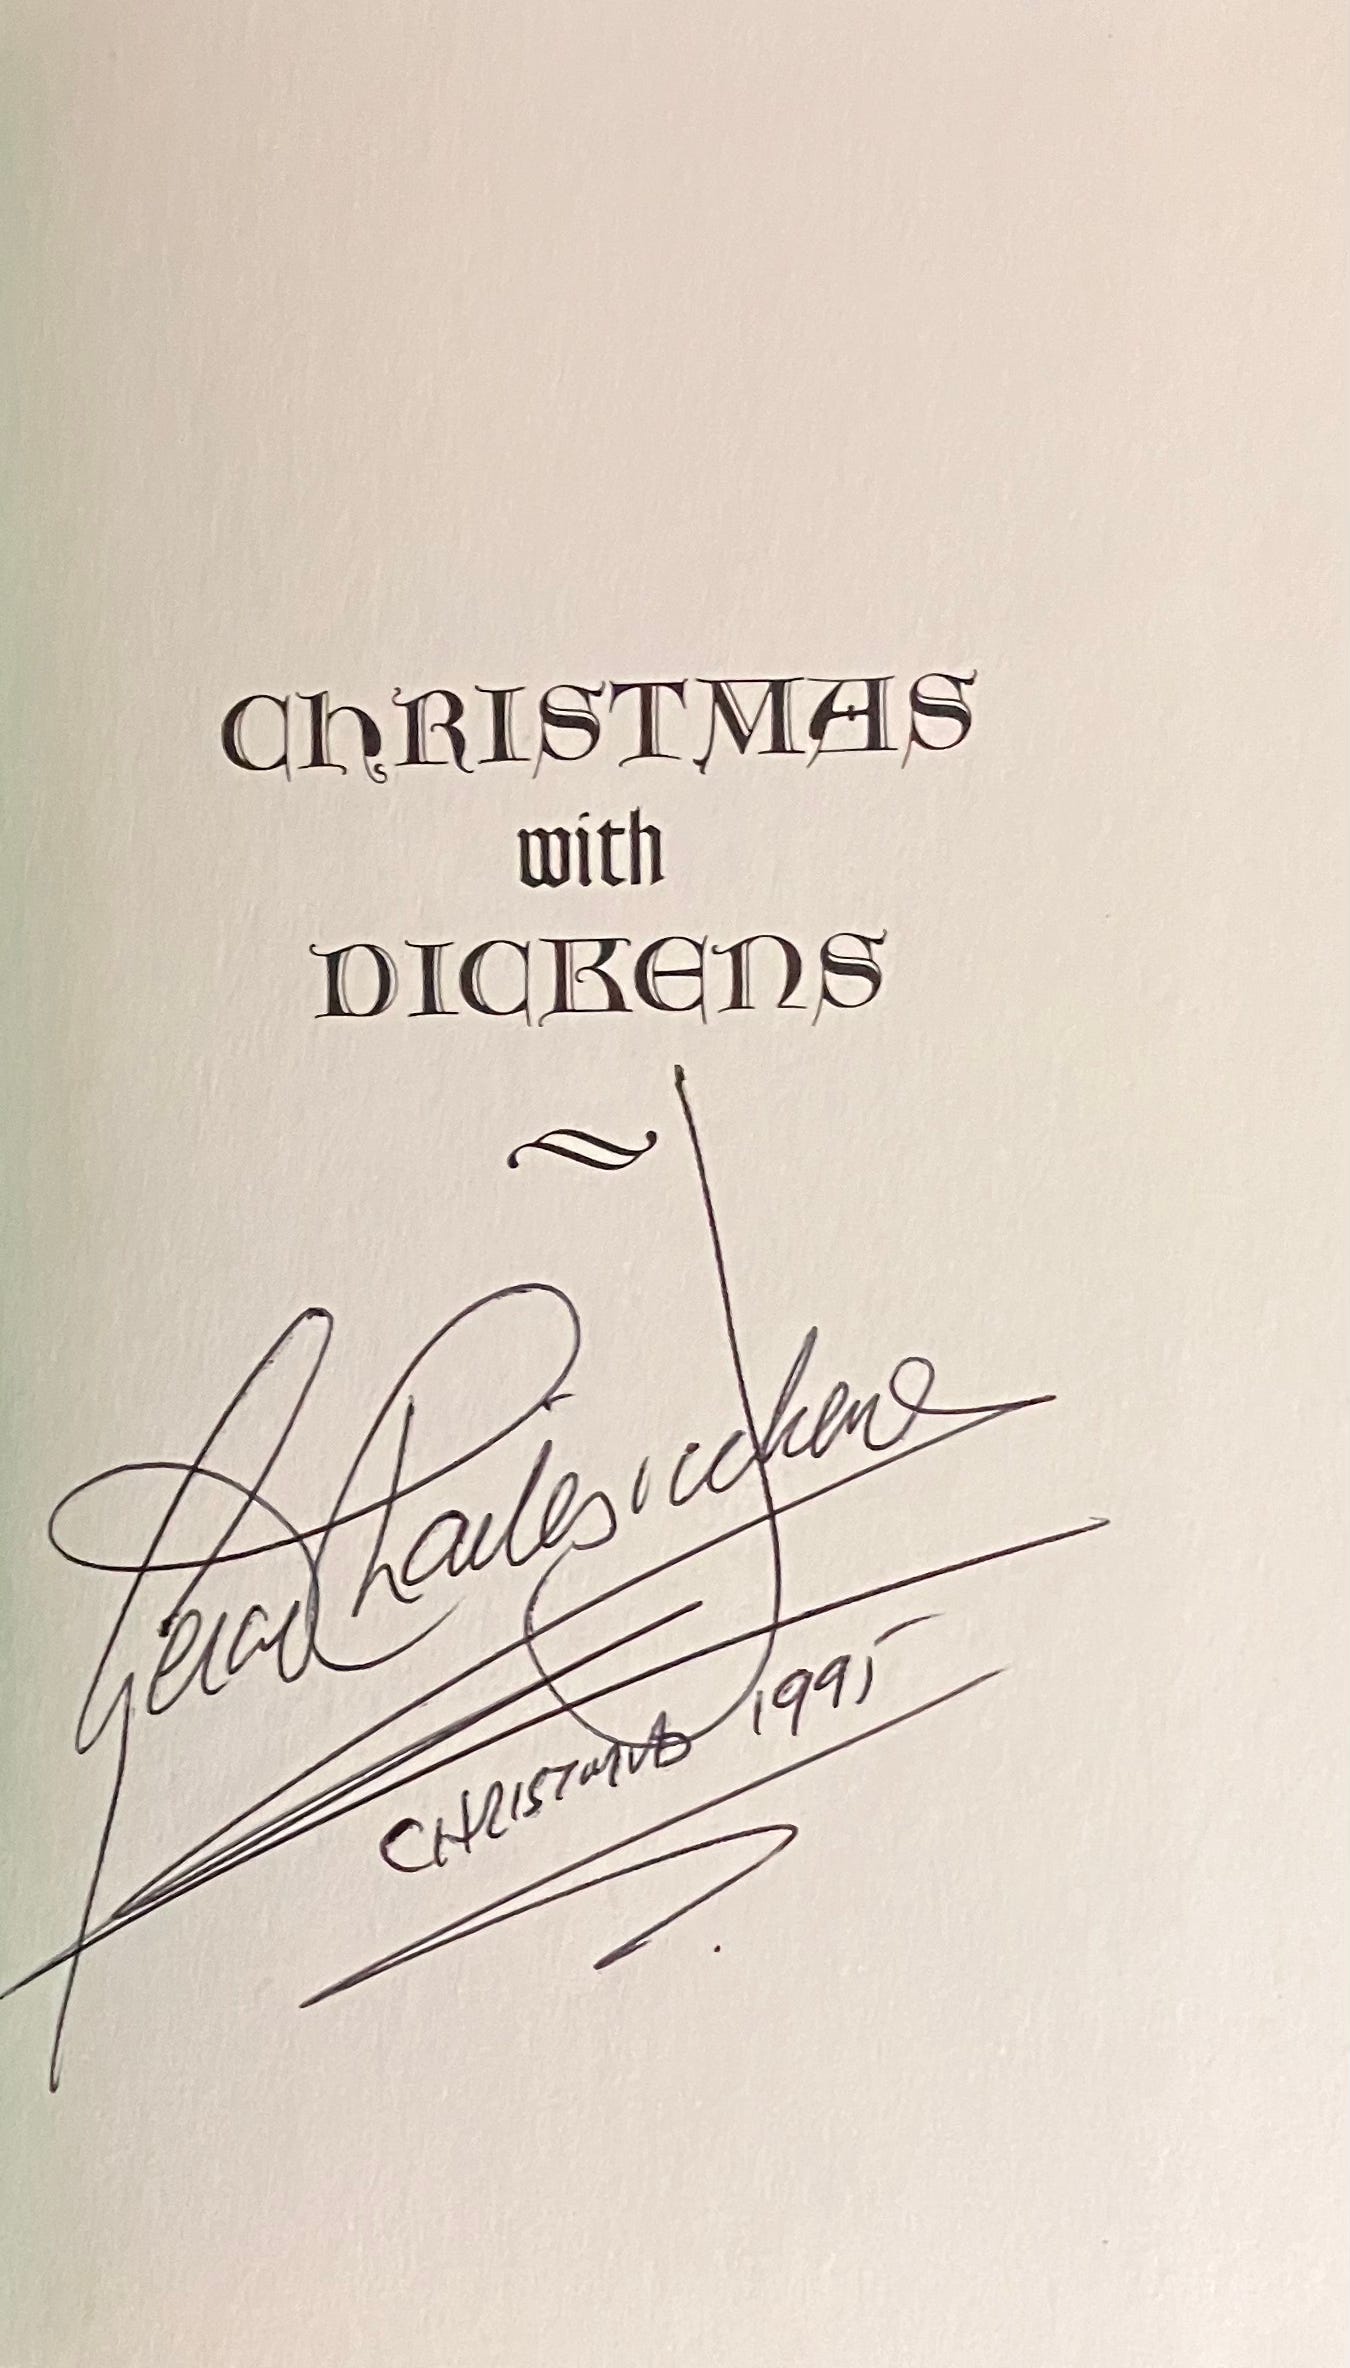 CHRISTMAS
with
DICKENS
Gerald Charles Dickens
CHRISTMAS 1995